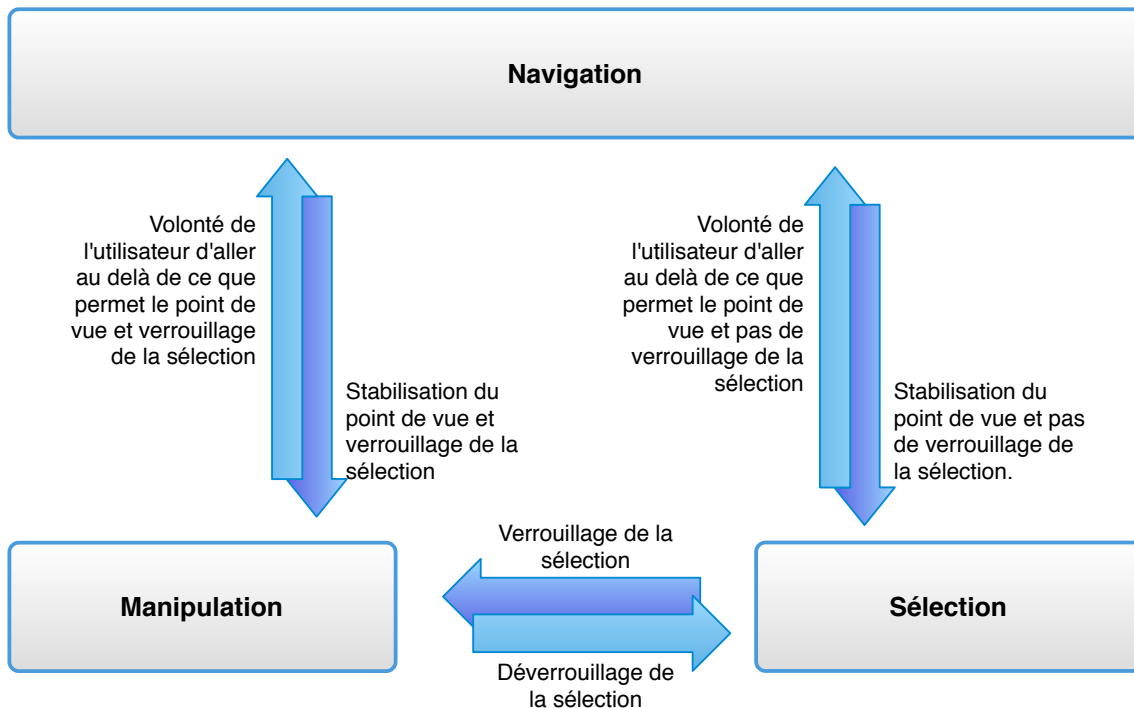 Navigation
Volonté de
l'utilisateur d'aller
au delà de ce que
permet le point de
vue et verrouillage
de la sélection
Stabilisation du
point de vue et
verrouillage de la
sélection
Volonté de
l'utilisateur d'aller
au delà de ce que
permet le point de
vue et pas de
verrouillage de la
sélection
Stabilisation du
point de vue et pas
de verrouillage de
la sélection.
Verrouillage de la
sélection
Manipulation
Sélection
Déverrouillage de
la sélection